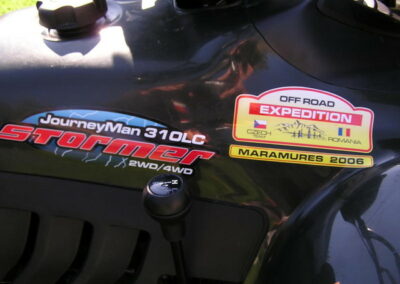 JourneyMan 310LC
STORMER
2WD/4WD
OFF ROAD
EXPEDITION
CZECH
ROMANIA
MARAMURES 2006